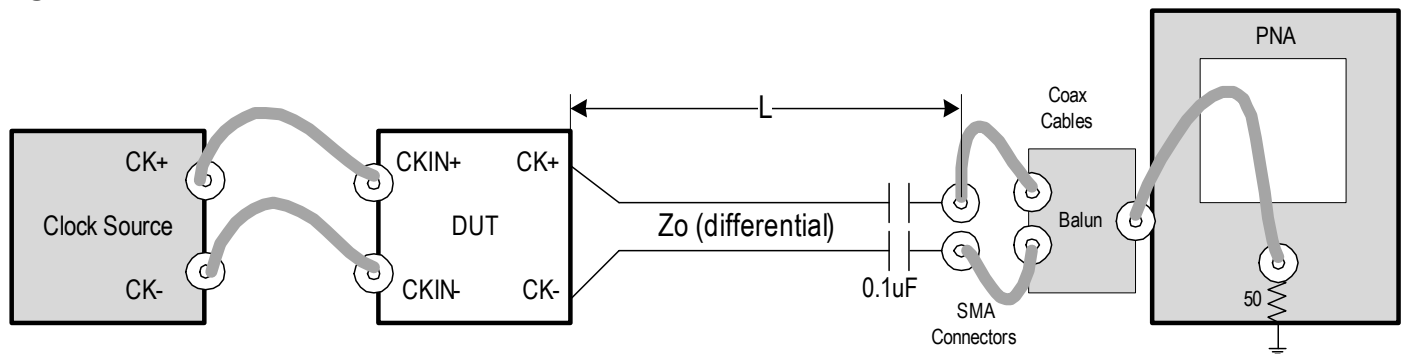 PNA
Coax
Cables
L
CK+
CKIN+
CK+
Clock Source
DUT
Zo (differential)
Balun
CK-
CKIN-
CK-
0.1uF
50
SMA
Connectors